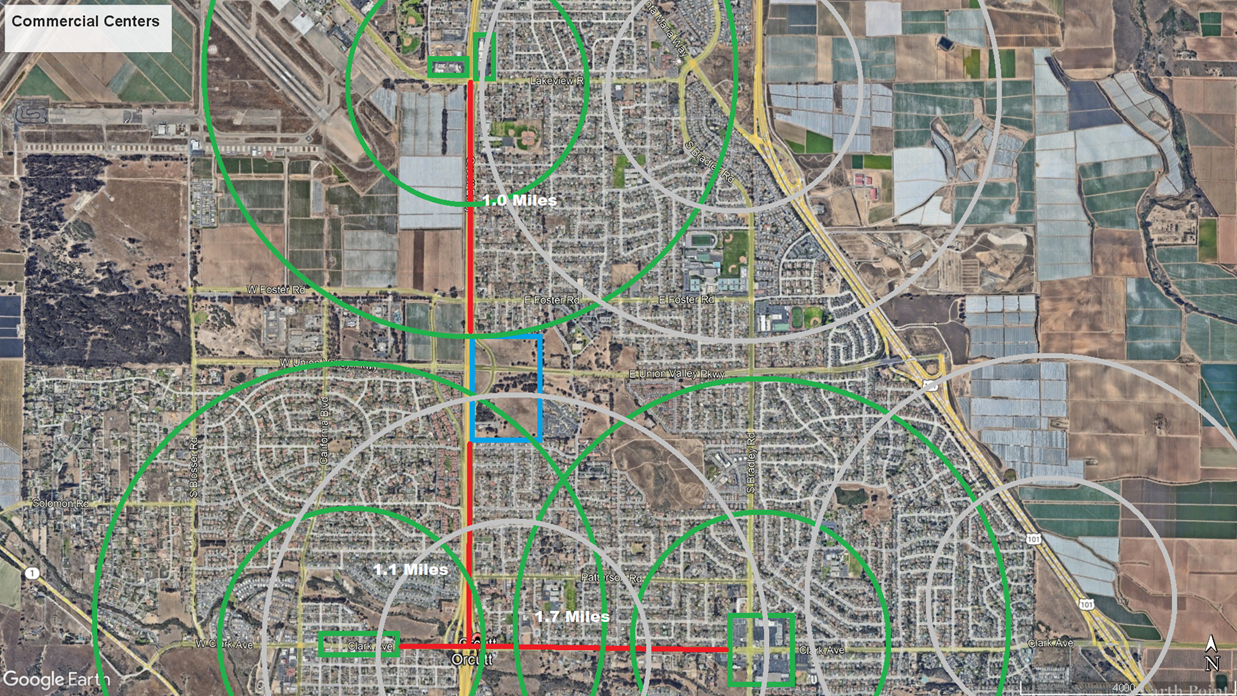 Commercial Centers
Lakeview R
S Bradley Rd
1.0 Miles
W Foster Rd
E Foster Rd
E Foster Rd
E Union Valley Pkwy
California Blvd
S Blosser Rd
S Bradley Rd
Solomon Rd
101
1
1.1 Miles
Patterson Rd
101
1.7 Miles
W Clark Ave
Clark Ave
Orcutt
Clark Ave
Clark Ave
N
Google Earth
4000